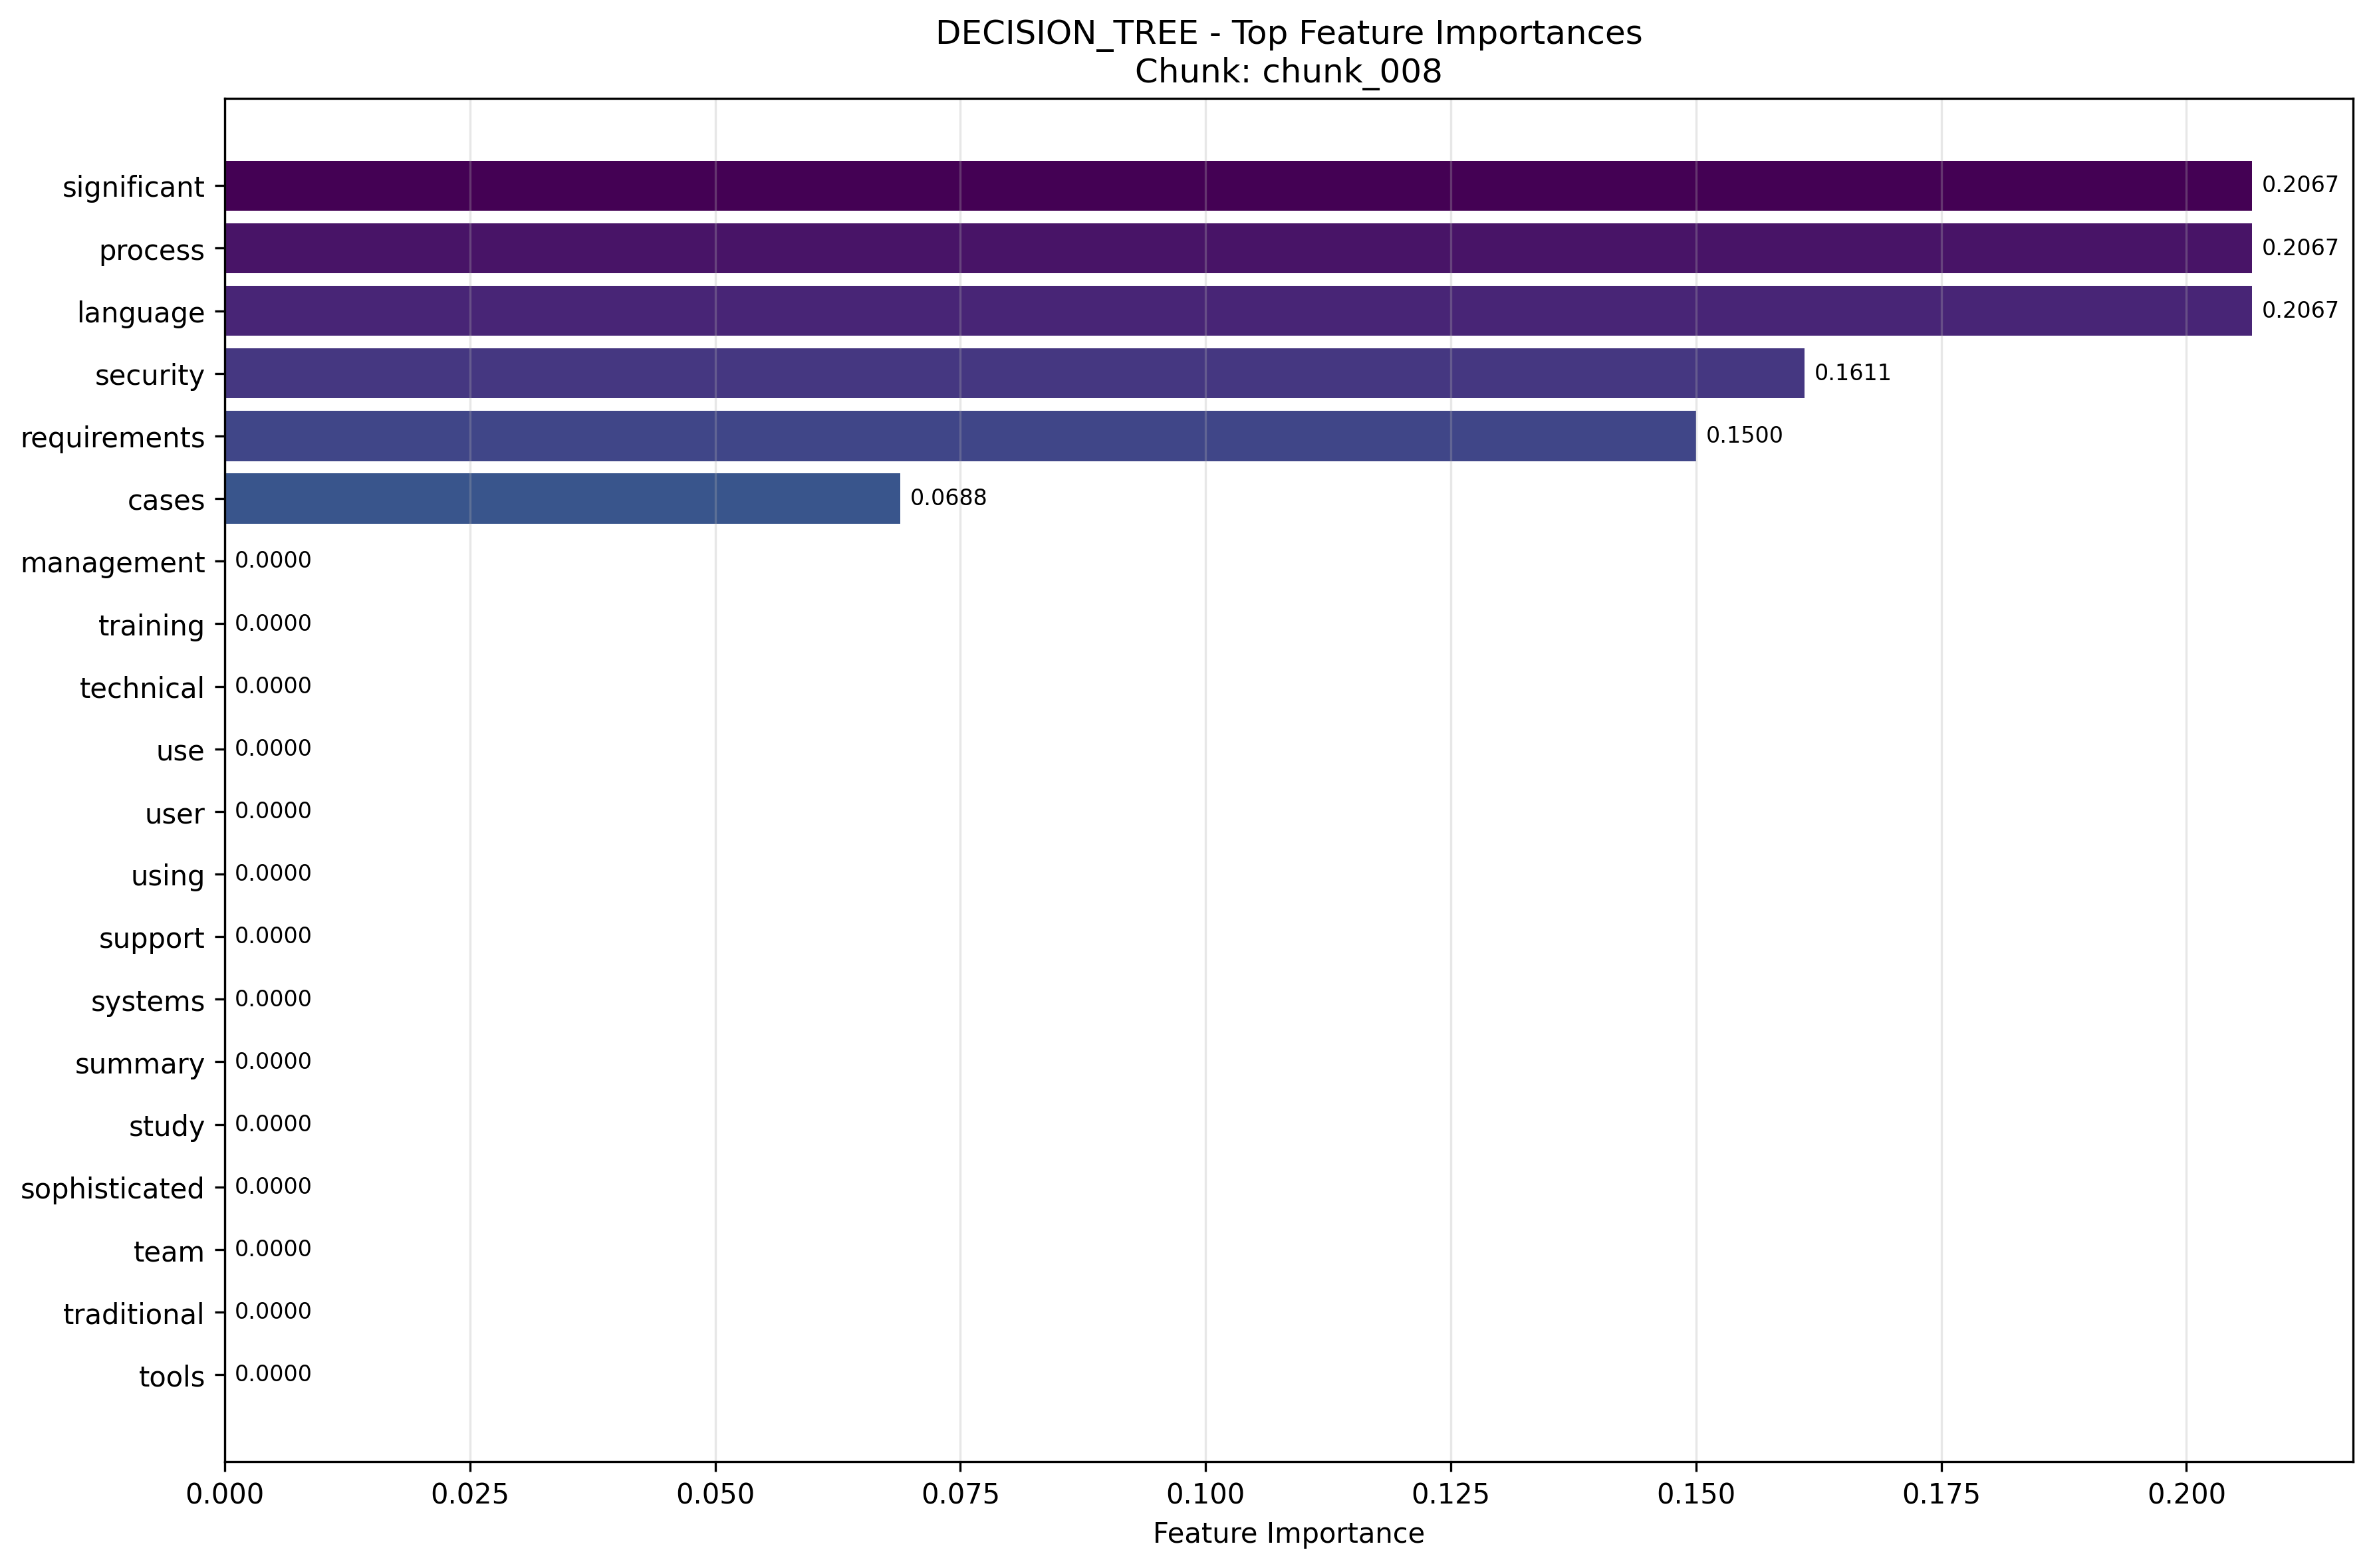 DECISION_TREE - Top Feature Importances
Chunk: chunk_008
significant 0.2067
process 0.2067
language 0.2067
security 0.1611
requirements 0.1500
cases 0.0688
management 0.0000
training 0.0000
technical 0.0000
use 0.0000
user 0.0000
using 0.0000
support 0.0000
systems 0.0000
summary 0.0000
study 0.0000
sophisticated 0.0000
team 0.0000
traditional 0.0000
tools 0.0000
0.000 0.025 0.050 0.075 0.100 0.125 0.150 0.175 0.200
Feature Importance